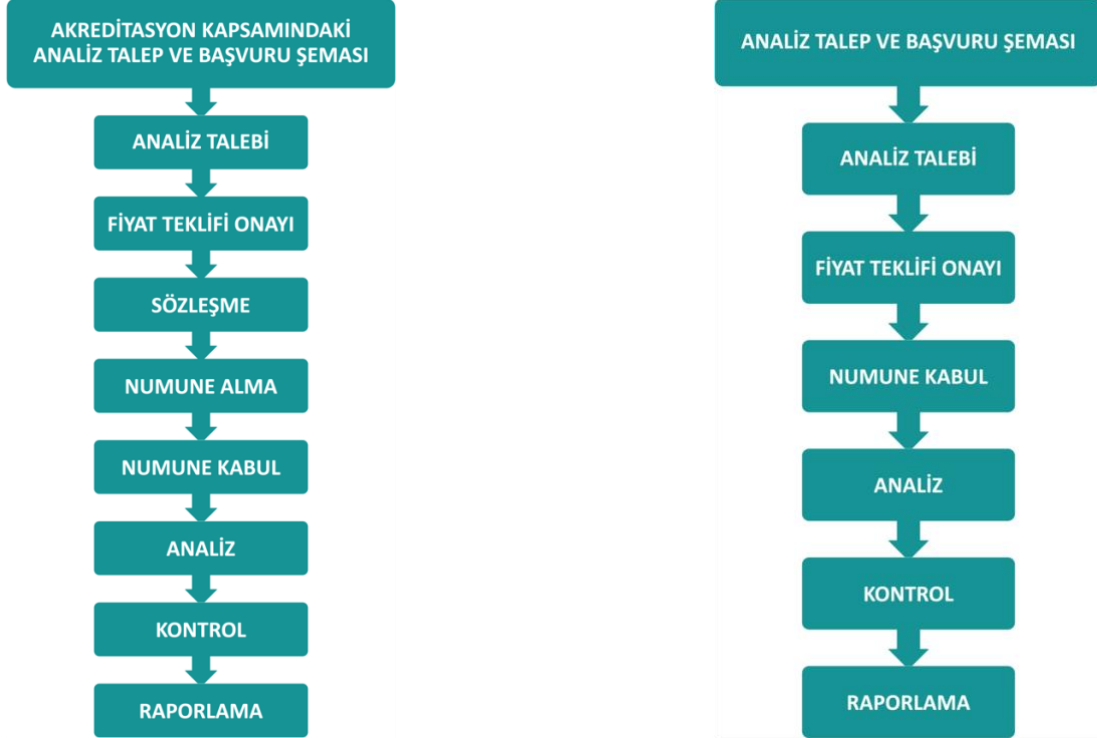 AKREDİTASYON KAPSAMINDAKİ
ANALİZ TALEP VE BAŞVURU ŞEMASI
ANALİZ TALEBİ
FİYAT TEKLİFİ ONAYI
SÖZLEŞME
NUMUNE ALMA
NUMUNE KABUL
ANALİZ
KONTROL
RAPORLAMA
ANALİZ TALEP VE BAŞVURU ŞEMASI
ANALİZ TALEBİ
FİYAT TEKLİFİ ONAYI
NUMUNE KABUL
ANALİZ
KONTROL
RAPORLAMA